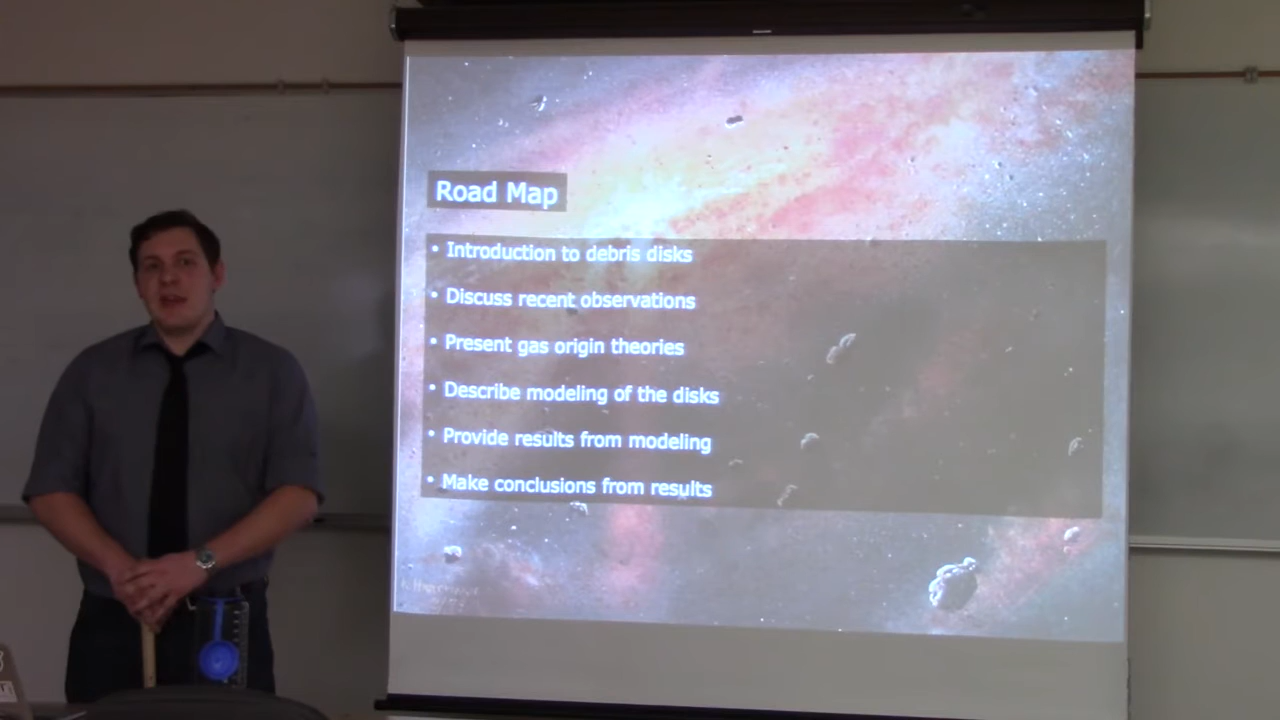 Road Map
• Introduction to debris disks
• Discuss recent observations
• Present gas origin theories
• Describe modeling of the disks
• Provide results from modeling
• Make conclusions from results